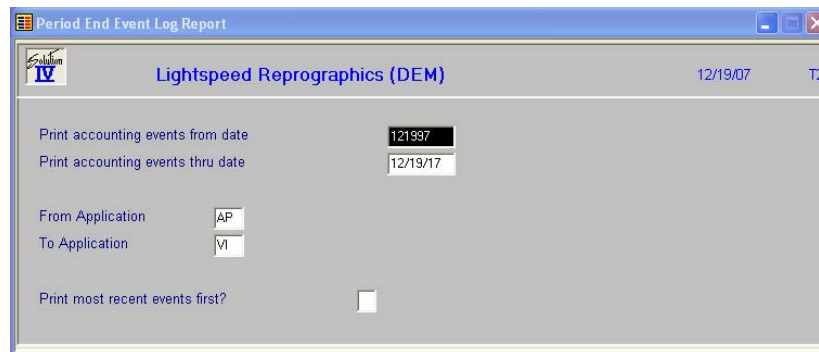 Period End Event Log Report
Solution IV
Lightspeed Reprographics (DEM) 12/19/07 T2
Print accounting events from date 121997
Print accounting events thru date 12/19/17
From Application AP
To Application VI
Print most recent events first?